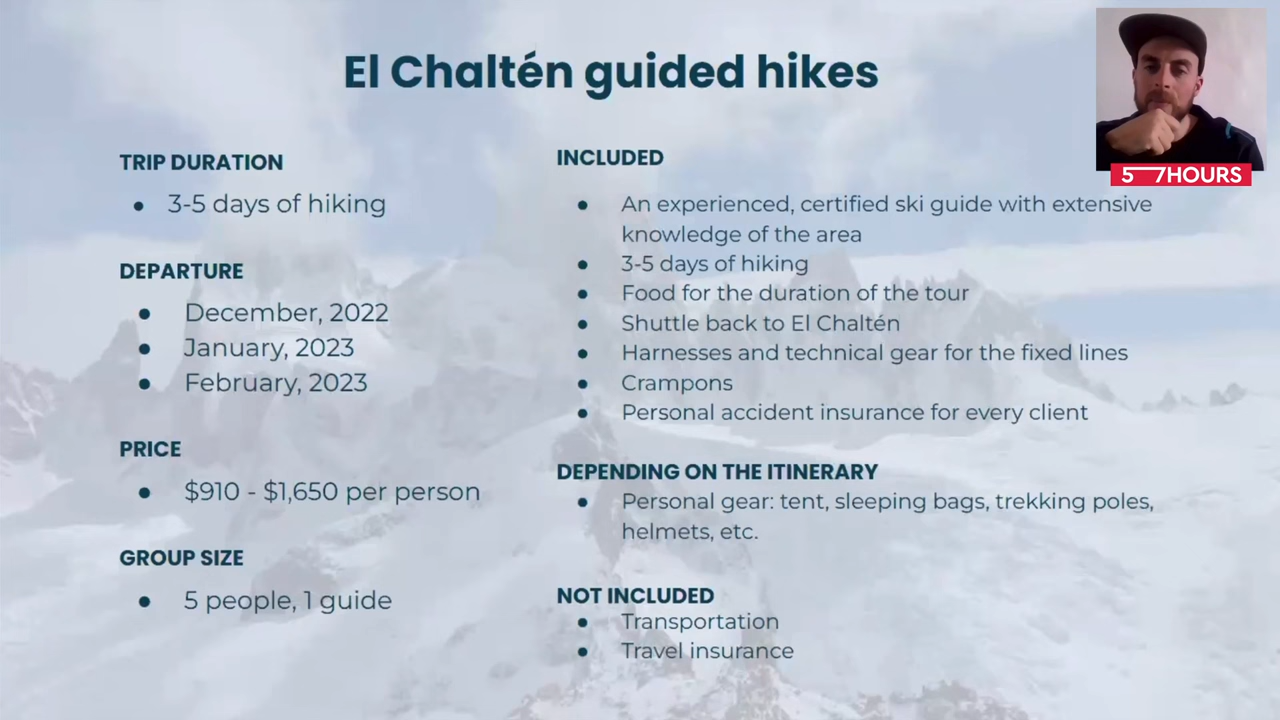 El Chaltén guided hikes
57HOURS
TRIP DURATION
3-5 days of hiking
DEPARTURE
December, 2022
January, 2023
February, 2023
PRICE
$910 - $1,650 per person
GROUP SIZE
5 people, 1 guide
INCLUDED
An experienced, certified ski guide with extensive
knowledge of the area
3-5 days of hiking
Food for the duration of the tour
Shuttle back to El Chaltén
Harnesses and technical gear for the fixed lines
Crampons
Personal accident insurance for every client
DEPENDING ON THE ITINERARY
Personal gear: tent, sleeping bags, trekking poles,
helmets, etc.
NOT INCLUDED
Transportation
Travel insurance